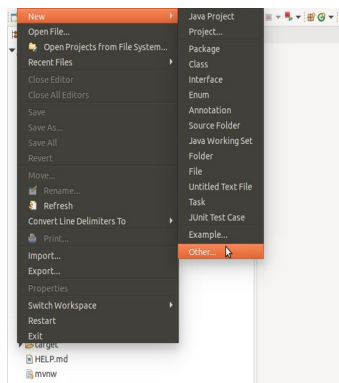 New
Open File...
Open Projects from File System...
Recent Files
Close Editor
Close All Editors
Save
Save As...
Save All
Revert
Move...
Rename...
Refresh
Convert Line Delimiters To
Print...
Import...
Export...
Properties
Switch Workspace
Restart
Exit
Java Project
Project...
Package
Class
Interface
Enum
Annotation
Source Folder
Java Working Set
Folder
File
Untitled Text File
Task
JUnit Test Case
Example...
Other...
target
HELP.md
mvnw